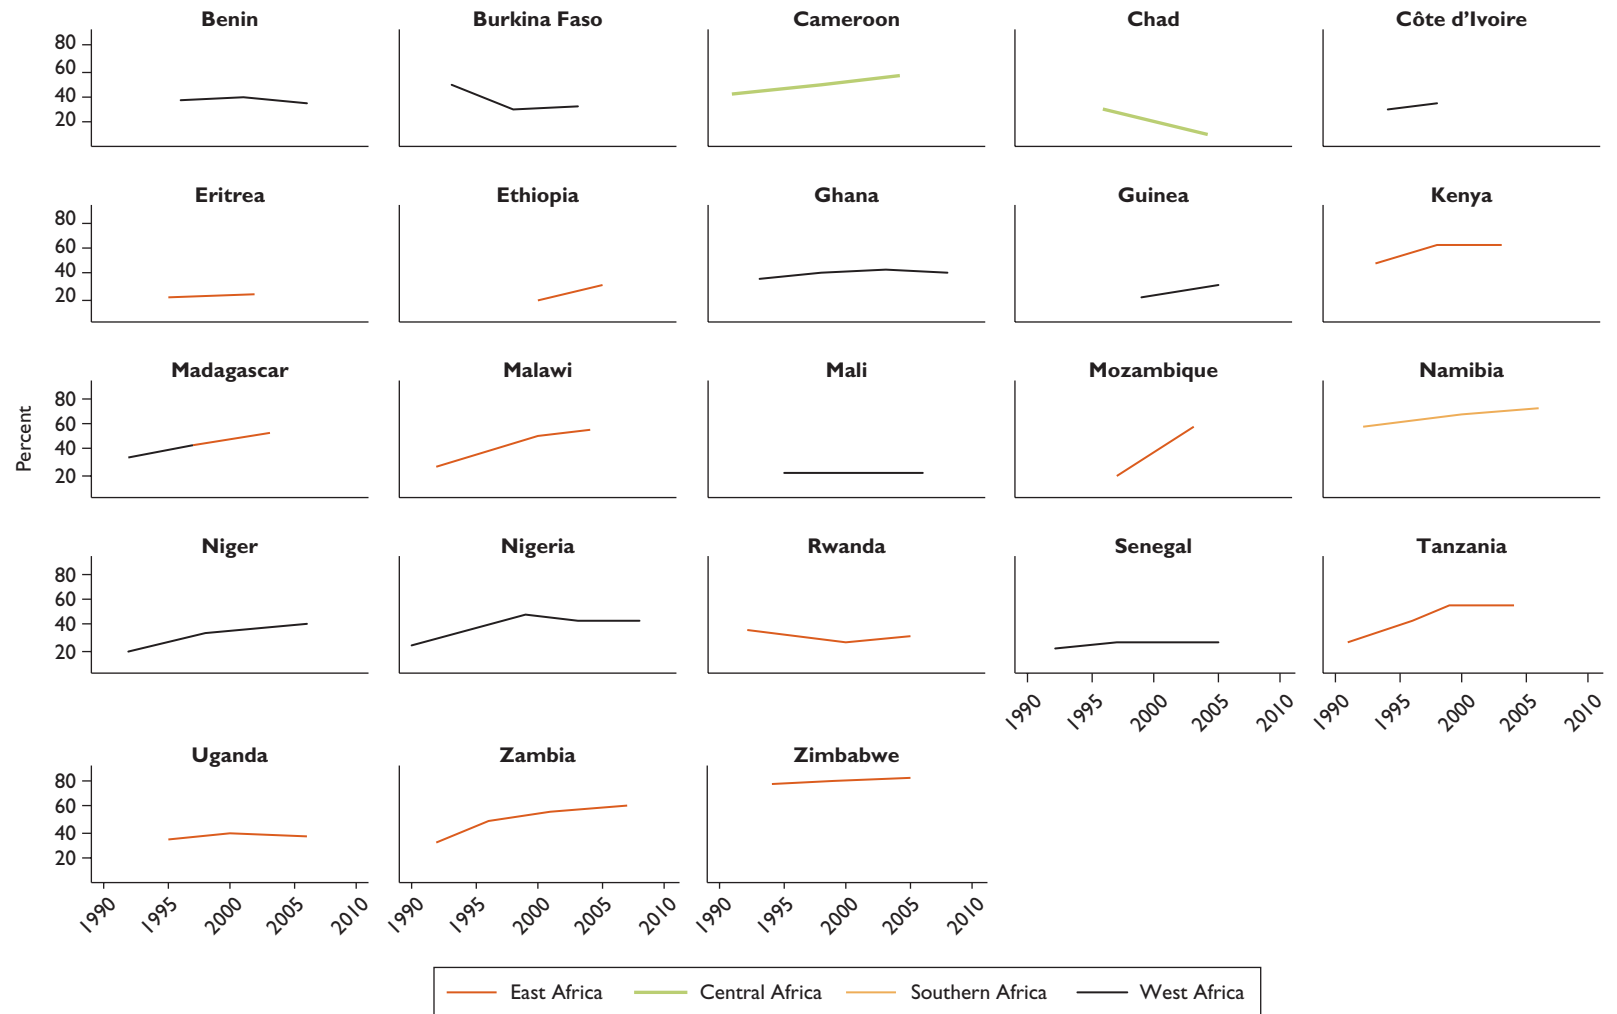 Benin Burkina Faso Cameroon Chad Côte d’Ivoire
80
60
40
20
Eritrea Ethiopia Ghana Guinea Kenya
80
60
40
20
Madagascar Malawi Mali Mozambique Namibia
80
60
40
20
Percent
Niger Nigeria Rwanda Senegal Tanzania
80
60
40
20
1990 1995 2000 2005 2010 1990 1995 2000 2005 2010
Uganda Zambia Zimbabwe
80
60
40
20
1990 1995 2000 2005 2010 1990 1995 2000 2005 2010 1990 1995 2000 2005 2010
East Africa Central Africa Southern Africa West Africa